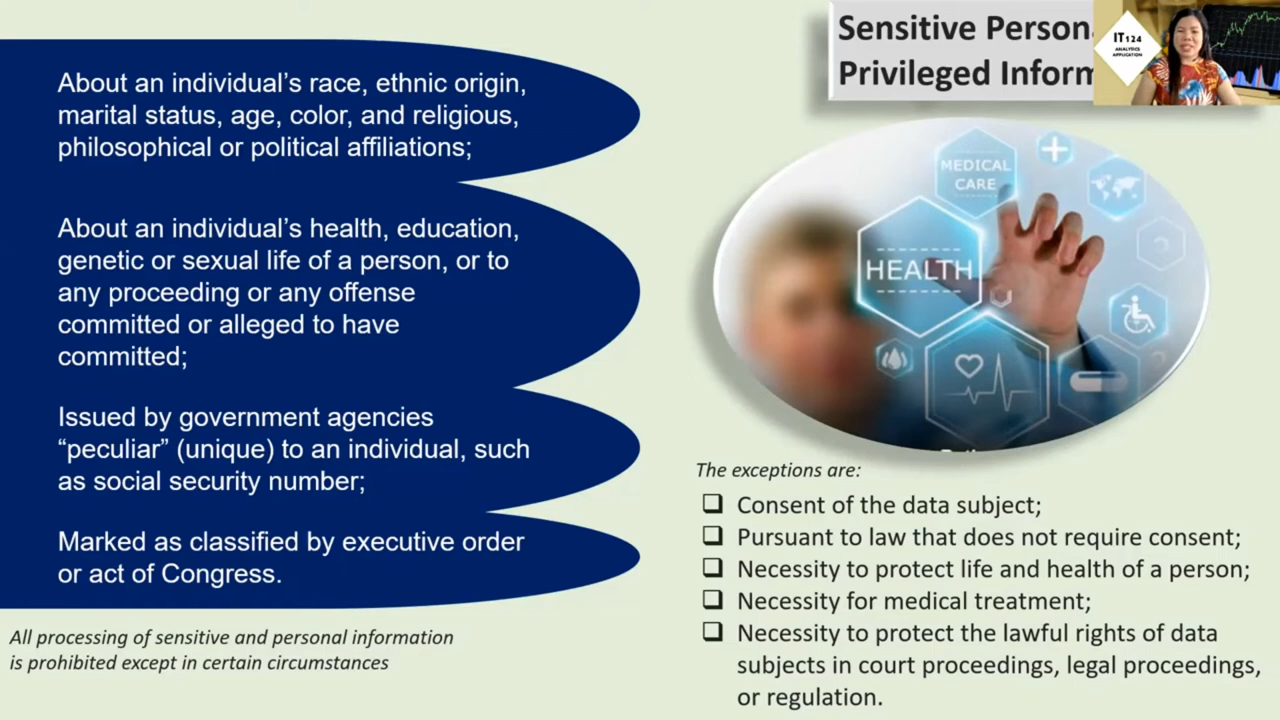 Sensitive Person
Privileged Inform
IT124
ANALYTICS
APPLICATION
About an individual’s race, ethnic origin,
marital status, age, color, and religious,
philosophical or political affiliations;
About an individual’s health, education,
genetic or sexual life of a person, or to
any proceeding or any offense
committed or alleged to have
committed;
Issued by government agencies
“peculiar” (unique) to an individual, such
as social security number;
Marked as classified by executive order
or act of Congress.
All processing of sensitive and personal information
is prohibited except in certain circumstances
MEDICAL
CARE
HEALTH
The exceptions are:
❑ Consent of the data subject;
❑ Pursuant to law that does not require consent;
❑ Necessity to protect life and health of a person;
❑ Necessity for medical treatment;
❑ Necessity to protect the lawful rights of data
subjects in court proceedings, legal proceedings,
or regulation.